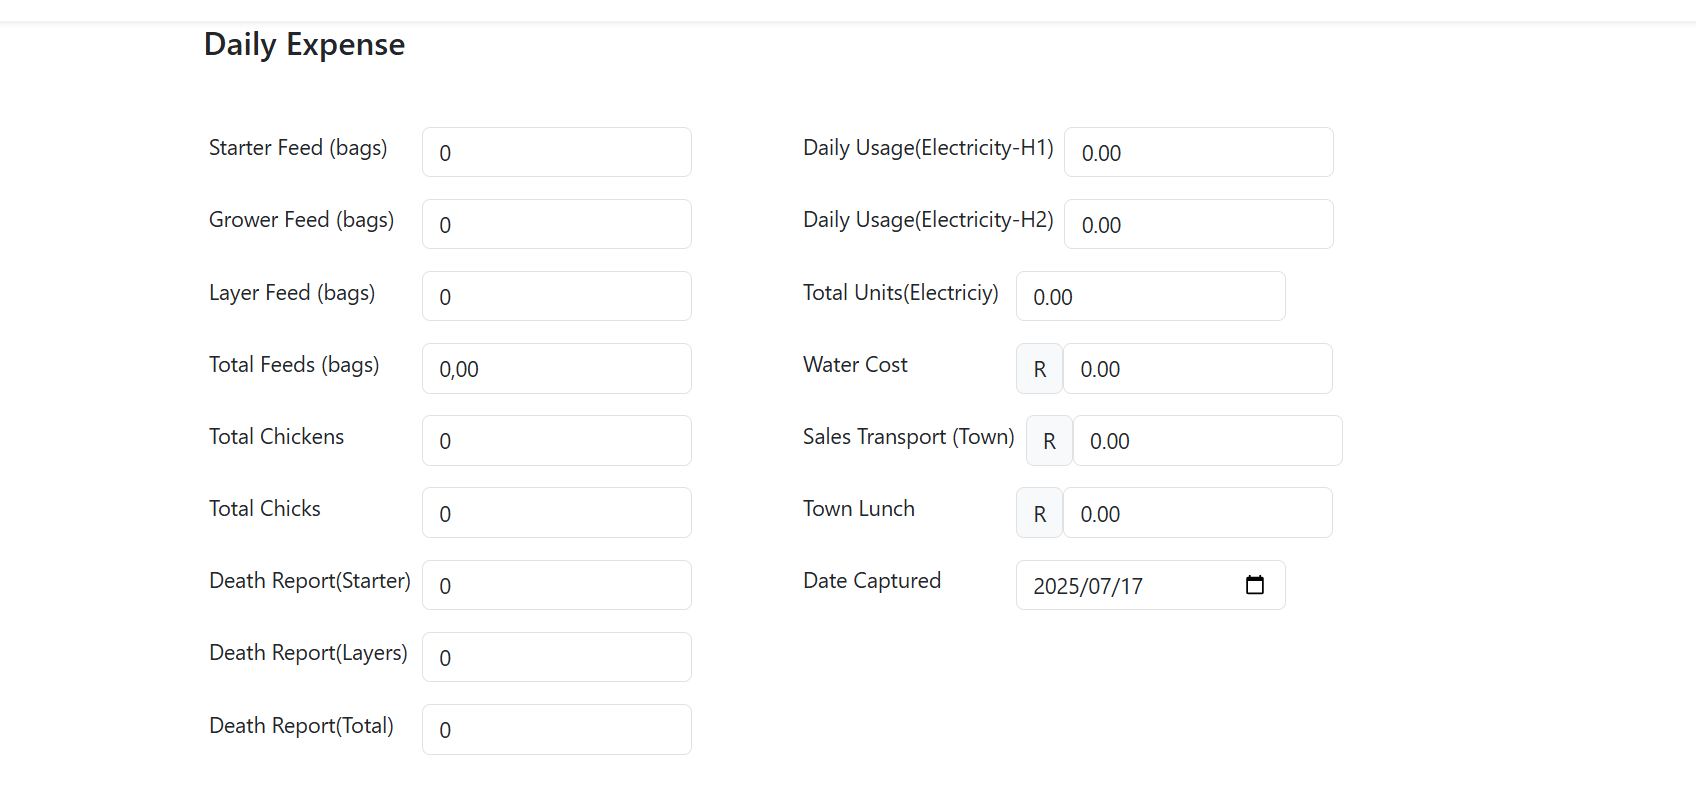 Daily Expense
Starter Feed (bags) 0
Grower Feed (bags) 0
Layer Feed (bags) 0
Total Feeds (bags) 0,00
Total Chickens 0
Total Chicks 0
Death Report(Starter) 0
Death Report(Layers) 0
Death Report(Total) 0
Daily Usage(Electricity-H1) 0.00
Daily Usage(Electricity-H2) 0.00
Total Units(Electriciy) 0.00
Water Cost R 0.00
Sales Transport (Town) R 0.00
Town Lunch R 0.00
Date Captured 2025/07/17